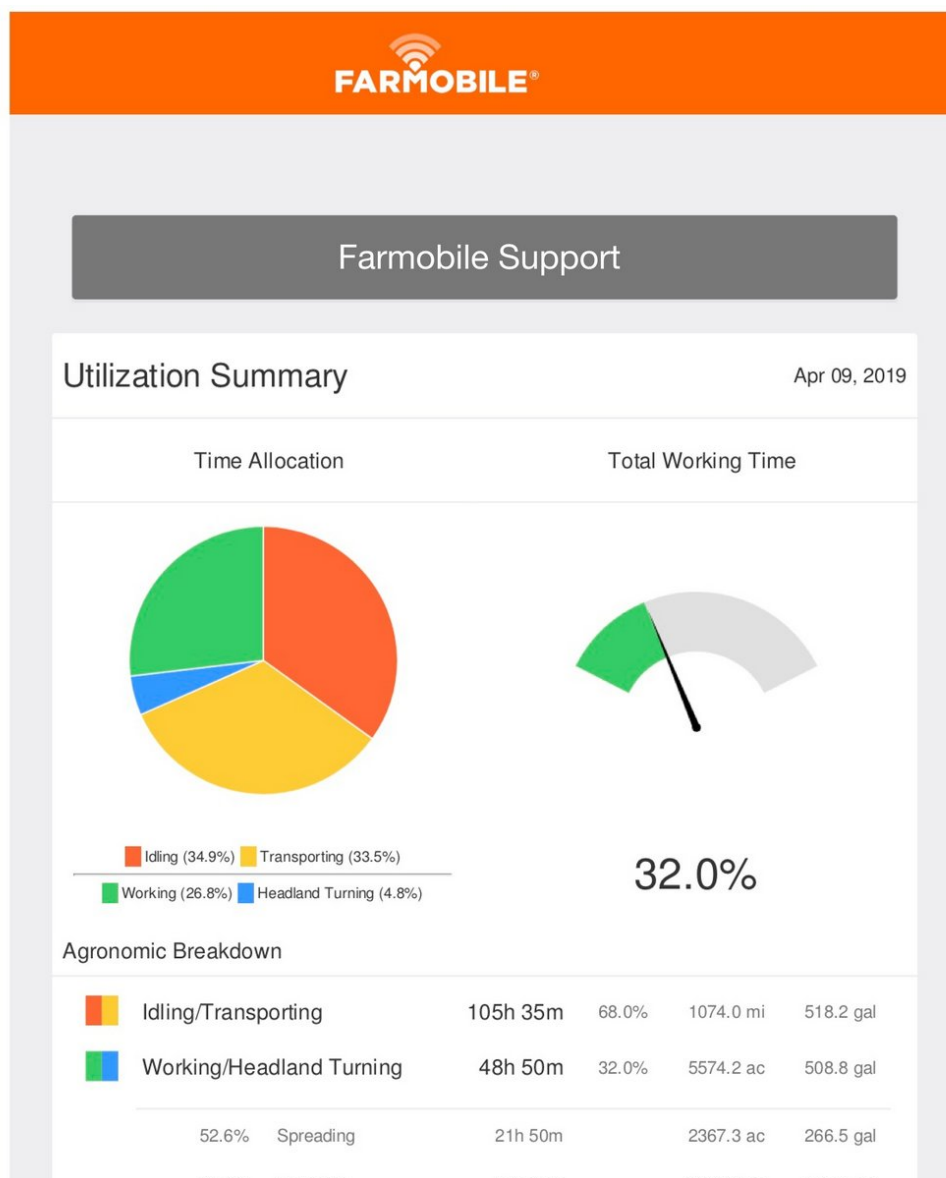 FARMOBILE®
Farmobile Support
Utilization Summary Apr 09, 2019
Time Allocation Total Working Time
Idling (34.9%) Transporting (33.5%)
Working (26.8%) Headland Turning (4.8%)
32.0%
Agronomic Breakdown
Idling/Transporting 105h 35m 68.0% 1074.0 mi 518.2 gal
Working/Headland Turning 48h 50m 32.0% 5574.2 ac 508.8 gal
52.6% Spreading 21h 50m 2367.3 ac 266.5 gal